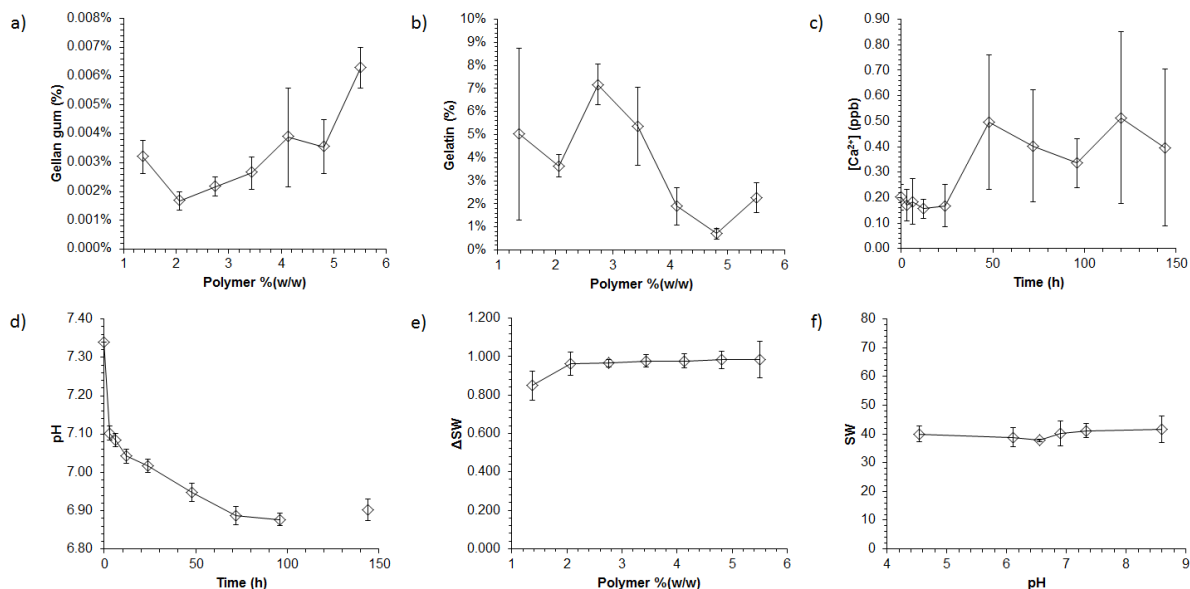 a)
0.008%
0.007%
0.006%
0.005%
0.004%
0.003%
0.002%
0.001%
0.000%
Gellan gum (%)
1 2 3 4 5 6
Polymer %(w/w)
b)
10%
9%
8%
7%
6%
5%
4%
3%
2%
1%
0%
Gelatin (%)
1 2 3 4 5 6
Polymer %(w/w)
c)
0.90
0.80
0.70
0.60
0.50
0.40
0.30
0.20
0.10
0.00
[Ca²⁺] (ppb)
0 50 100 150
Time (h)
d)
7.40
7.30
7.20
7.10
7.00
6.90
6.80
pH
0 50 100 150
Time (h)
e)
1.200
1.000
0.800
0.600
0.400
0.200
0.000
ΔSW
1 2 3 4 5 6
Polymer %(w/w)
f)
80
70
60
50
40
30
20
10
0
SW
4 5 6 7 8 9
pH